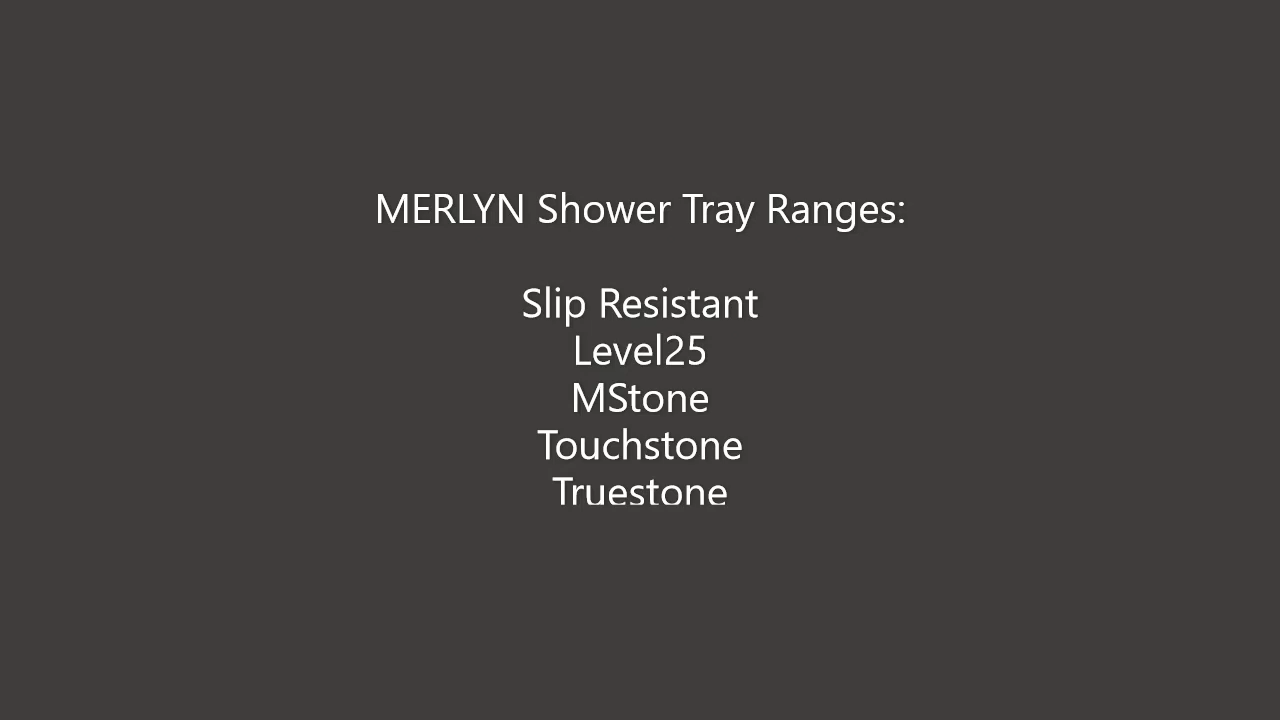 MERLYN Shower Tray Ranges:
Slip Resistant
Level25
MStone
Touchstone
Truestone